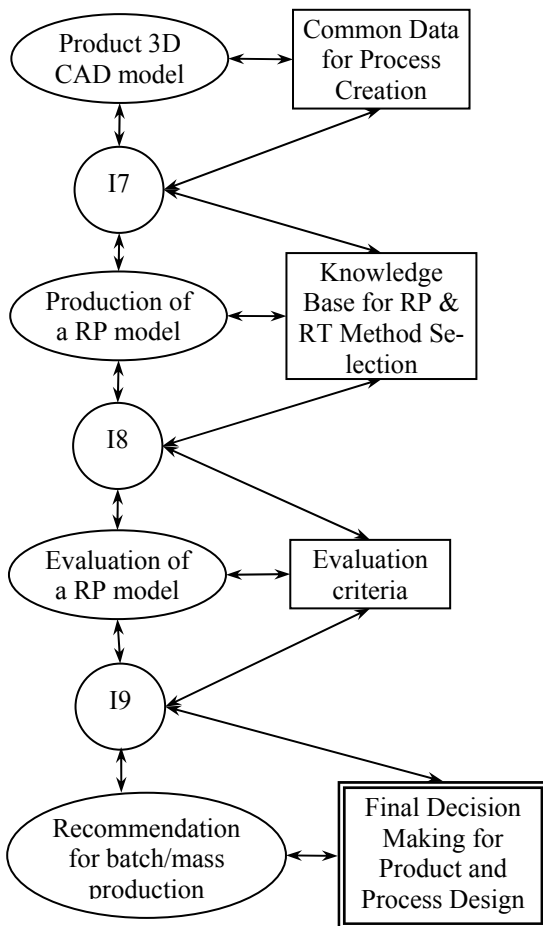 Product 3D
CAD model
Common Data
for Process
Creation
I7
Production of
a RP model
Knowledge
Base for RP &
RT Method Se-
lection
I8
Evaluation of
a RP model
Evaluation
criteria
I9
Recommendation
for batch/mass
production
Final Decision
Making for
Product and
Process Design